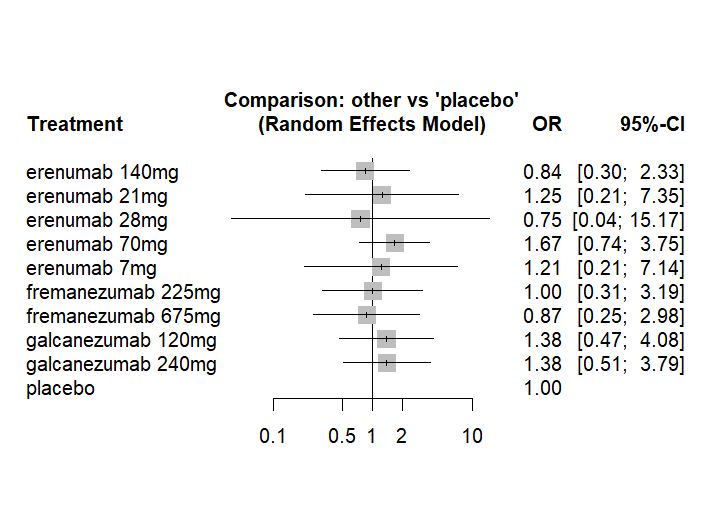 Comparison: other vs 'placebo'
Treatment (Random Effects Model) OR 95%-CI
erenumab 140mg 0.84 [0.30; 2.33]
erenumab 21mg 1.25 [0.21; 7.35]
erenumab 28mg 0.75 [0.04; 15.17]
erenumab 70mg 1.67 [0.74; 3.75]
erenumab 7mg 1.21 [0.21; 7.14]
fremanezumab 225mg 1.00 [0.31; 3.19]
fremanezumab 675mg 0.87 [0.25; 2.98]
galcanezumab 120mg 1.38 [0.47; 4.08]
galcanezumab 240mg 1.38 [0.51; 3.79]
placebo 1.00
0.1 0.5 1 2 10